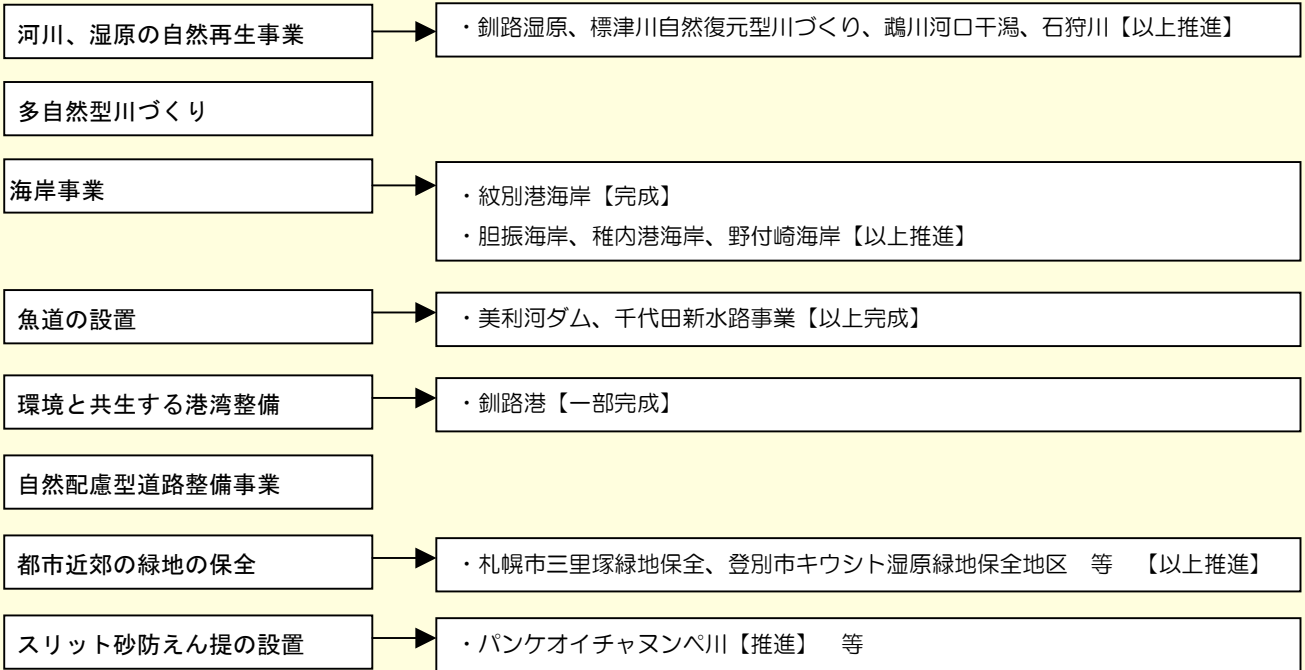 河川、湿原の自然再生事業
・釧路湿原、標津川自然復元型川づくり、鵡川河口干潟、石狩川【以上推進】
多自然型川づくり
海岸事業
・紋別港海岸【完成】
・胆振海岸、稚内港海岸、野付崎海岸【以上推進】
魚道の設置
・美利河ダム、千代田新水路事業【以上完成】
環境と共生する港湾整備
・釧路港【一部完成】
自然配慮型道路整備事業
都市近郊の緑地の保全
・札幌市三里塚緑地保全、登別市キウシト湿原緑地保全地区　等　【以上推進】
スリット砂防えん提の設置
・パンケオイチャヌンペ川【推進】　等